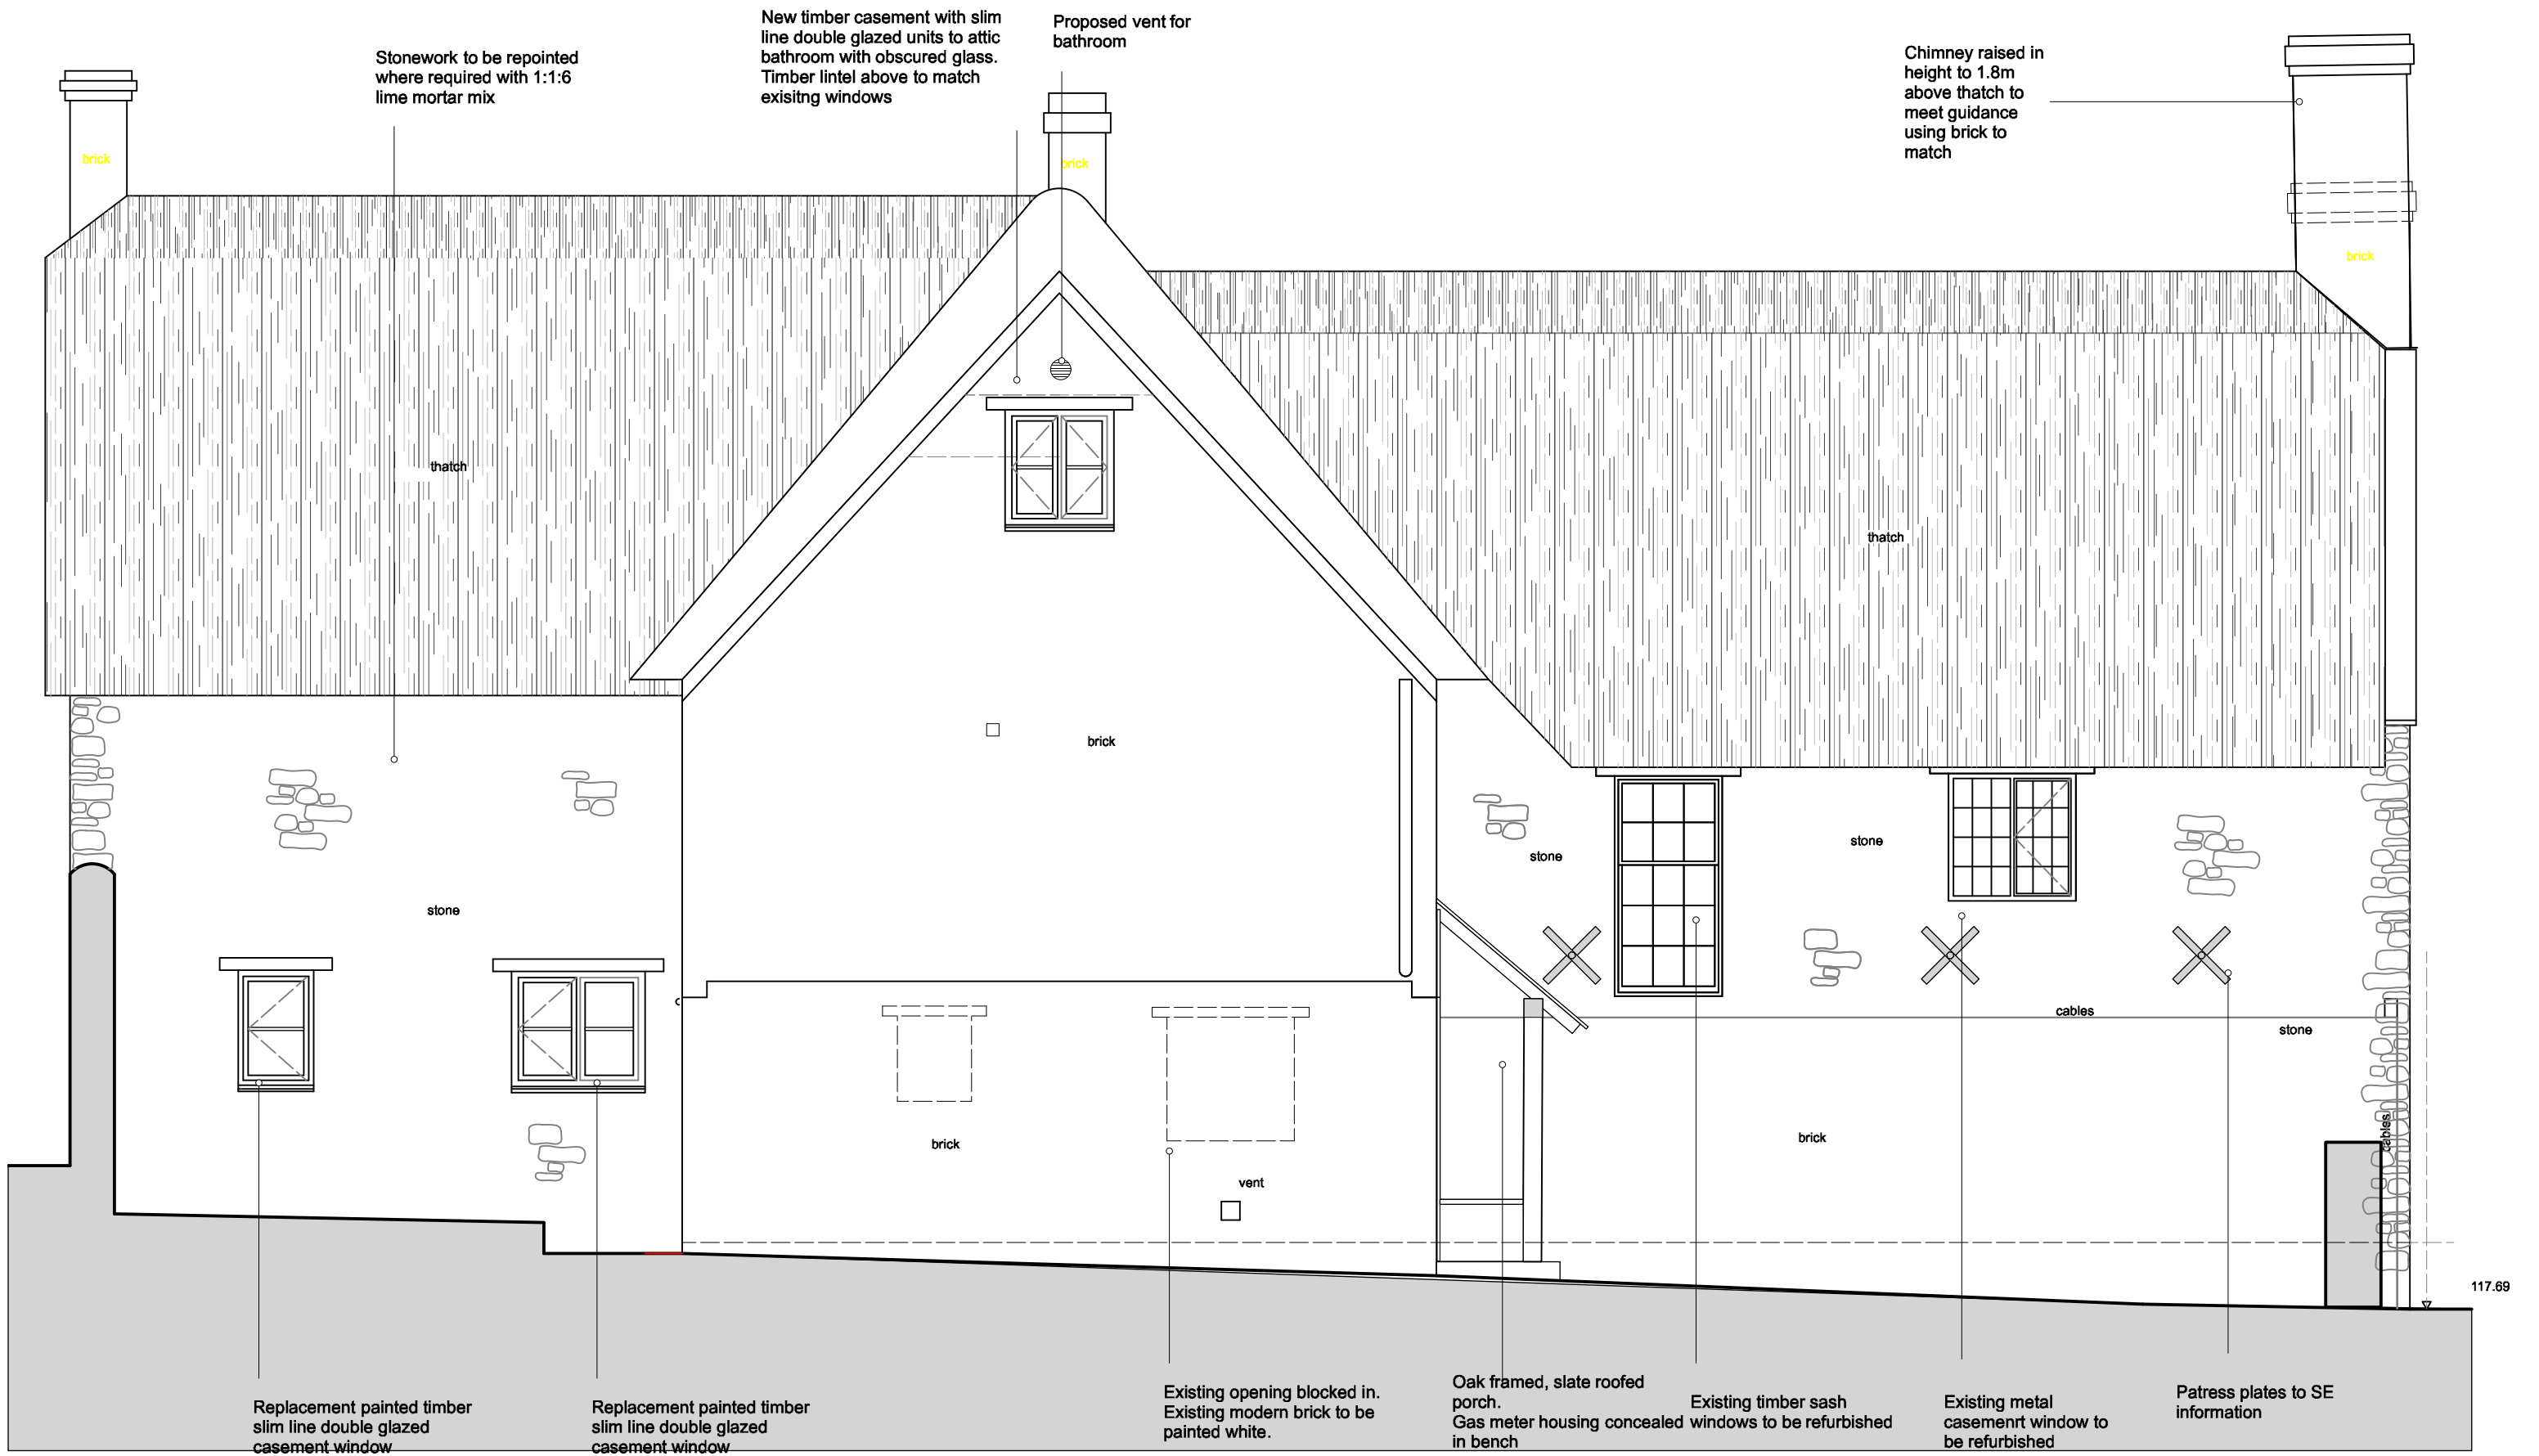 New timber casement with slim
line double glazed units to attic
bathroom with obscured glass.
Timber lintel above to match
exisitng windows
Proposed vent for
bathroom
Stonework to be repointed
where required with 1:1:6
lime mortar mix
Chimney raised in
height to 1.8m
above thatch to
meet guidance
using brick to
match
brick
brick
brick
thatch
thatch
brick
stone
stone
stone
cables
stone
cables
brick
brick
vent
117.69
Replacement painted timber
slim line double glazed
casement window
Replacement painted timber
slim line double glazed
casement window
Existing opening blocked in.
Existing modern brick to be
painted white.
Oak framed, slate roofed
porch.
Gas meter housing concealed
in bench
Existing timber sash
windows to be refurbished
Existing metal
casemenrt window to
be refurbished
Patress plates to SE
information